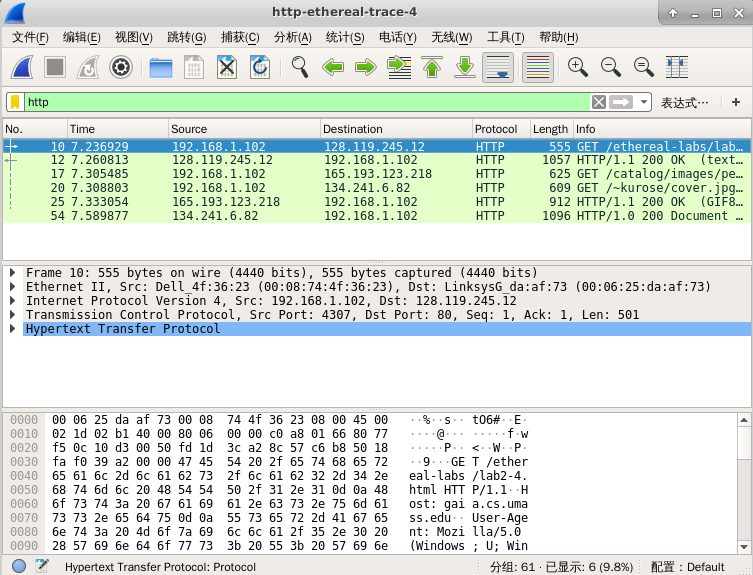 http-ethereal-trace-4
文件(F) 编辑(E) 视图(V) 跳转(G) 捕获(C) 分析(A) 统计(S) 电话(Y) 无线(W) 工具(T) 帮助(H)
http 表达式… +
No. Time Source Destination Protocol Length Info
10 7.236929 192.168.1.102 128.119.245.12 HTTP 555 GET /ethereal-labs/lab…
12 7.260813 128.119.245.12 192.168.1.102 HTTP 1057 HTTP/1.1 200 OK (text…
17 7.305485 192.168.1.102 165.193.123.218 HTTP 625 GET /catalog/images/pe…
20 7.308803 192.168.1.102 134.241.6.82 HTTP 609 GET /~kurose/cover.jpg…
25 7.333054 165.193.123.218 192.168.1.102 HTTP 912 HTTP/1.1 200 OK (GIF8…
54 7.589877 134.241.6.82 192.168.1.102 HTTP 1096 HTTP/1.0 200 Document …
Frame 10: 555 bytes on wire (4440 bits), 555 bytes captured (4440 bits)
Ethernet II, Src: Dell_4f:36:23 (00:08:74:4f:36:23), Dst: LinksysG_da:af:73 (00:06:25:da:af:73)
Internet Protocol Version 4, Src: 192.168.1.102, Dst: 128.119.245.12
Transmission Control Protocol, Src Port: 4307, Dst Port: 80, Seq: 1, Ack: 1, Len: 501
Hypertext Transfer Protocol
0000 00 06 25 da af 73 00 08 74 4f 36 23 08 00 45 00 ··%··s·· tO6#··E·
0010 02 1d 02 b1 40 00 80 06 00 00 c0 a8 01 66 80 77 ····@··· ·····f·w
0020 f5 0c 10 d3 00 50 fd 1d 3c a2 8c 57 c6 b8 50 18 ·····P·· <··W··P·
0030 fa f0 39 a2 00 00 47 45 54 20 2f 65 74 68 65 72 ··9···GE T /ether
0040 65 61 6c 2d 6c 61 62 73 2f 6c 61 62 32 2d 34 2e eal-labs /lab2-4.
0050 68 74 6d 6c 20 48 54 54 50 2f 31 2e 31 0d 0a 48 html HTT P/1.1··H
0060 6f 73 74 3a 20 67 61 69 61 2e 63 73 2e 75 6d 61 ost: gai a.cs.uma
0070 73 73 2e 65 64 75 0d 0a 55 73 65 72 2d 41 67 65 ss.edu·· User-Age
0080 6e 74 3a 20 4d 6f 7a 69 6c 6c 61 2f 35 2e 30 20 nt: Mozi lla/5.0
0090 28 57 69 6e 64 6f 77 73 3b 20 55 3b 20 57 69 6e (Windows ; U; Win
Hypertext Transfer Protocol: Protocol 分组: 61 · 已显示: 6 (9.8%) 配置：Default